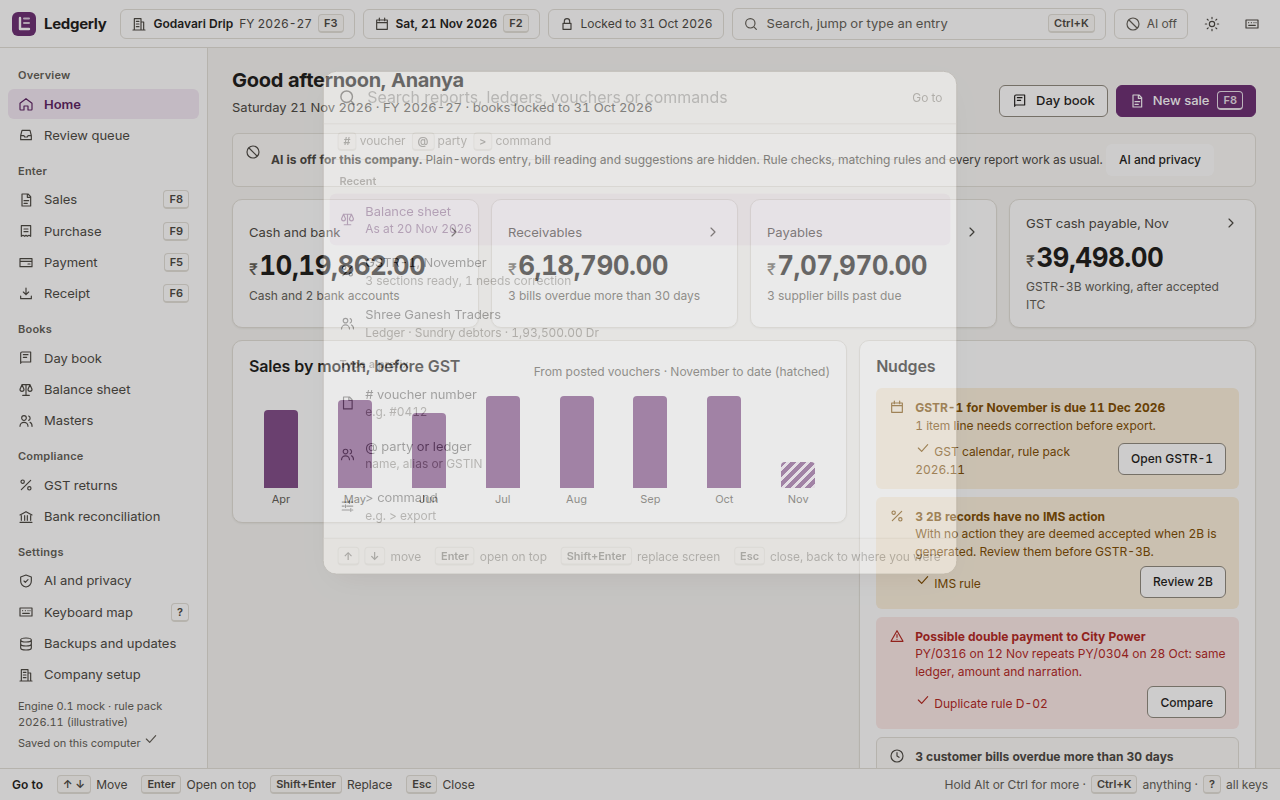 Ledgerly
Godavari Drip FY 2026-27 F3
Sat, 21 Nov 2026 F2
Locked to 31 Oct 2026
Search, jump or type an entry Ctrl+K
AI off
Overview
Home
Review queue
Enter
Sales F8
Purchase F9
Payment F5
Receipt F6
Books
Day book
Balance sheet
Masters
Compliance
GST returns
Bank reconciliation
Settings
AI and privacy
Keyboard map ?
Backups and updates
Company setup
Engine 0.1 mock · rule pack
2026.11 (illustrative)
Saved on this computer
Good afternoon, Ananya
Saturday 21 Nov 2026 · FY 2026-27 · books locked to 31 Oct 2026
Day book
New sale F8
AI is off for this company. Plain-words entry, bill reading and suggestions are hidden. Rule checks, matching rules and every report work as usual.
AI and privacy
Cash and bank
₹10,19,862.00
Cash and 2 bank accounts
Receivables
₹6,18,790.00
3 bills overdue more than 30 days
Payables
₹7,07,970.00
3 supplier bills past due
GST cash payable, Nov
₹39,498.00
GSTR-3B working, after accepted
ITC
Sales by month, before GST
From posted vouchers · November to date (hatched)
Apr May Jun Jul Aug Sep Oct Nov
Nudges
GSTR-1 for November is due 11 Dec 2026
1 item line needs correction before export.
GST calendar, rule pack
2026.11
Open GSTR-1
3 2B records have no IMS action
With no action they are deemed accepted when 2B is
generated. Review them before GSTR-3B.
IMS rule
Review 2B
Possible double payment to City Power
PY/0316 on 12 Nov repeats PY/0304 on 28 Oct: same
ledger, amount and narration.
Duplicate rule D-02
Compare
3 customer bills overdue more than 30 days
Search reports, ledgers, vouchers or commands
Go to
# voucher @ party > command
Recent
Balance sheet
As at 20 Nov 2026
GSTR-1, November
3 sections ready, 1 needs correction
Shree Ganesh Traders
Ledger · Sundry debtors · 1,93,500.00 Dr
# voucher number
e.g. #0412
@ party or ledger
name, alias or GSTIN
> command
e.g. > export
↑ ↓ move Enter open on top Shift+Enter replace screen Esc close, back to where you were
Go to ↑↓ Move Enter Open on top Shift+Enter Replace Esc Close
Hold Alt or Ctrl for more · Ctrl+K anything · ? all keys